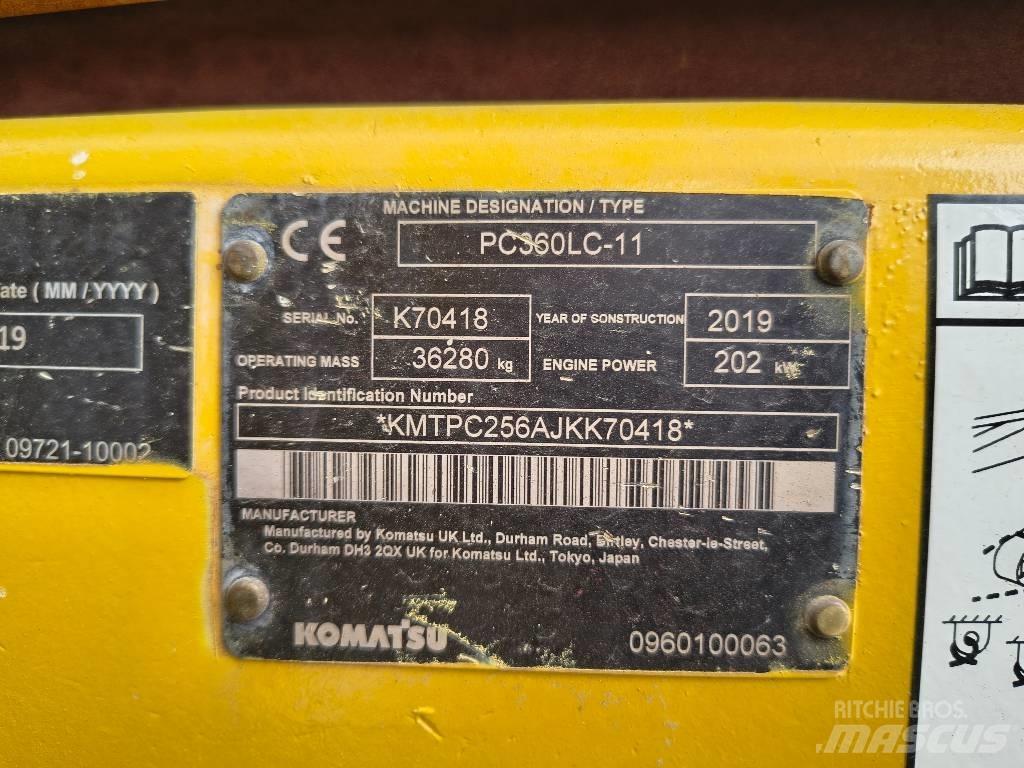 MACHINE DESIGNATION / TYPE
CE
PC360LC-11
SERIAL No. K70418 YEAR OF CONSTRUCTION 2019
OPERATING MASS 36280 kg ENGINE POWER 202 kW
Product Identification Number
*KMTPC256AJKK70418*
MANUFACTURER
Manufactured by Komatsu UK Ltd., Durham Road, Birtley, Chester-le-Street,
Co. Durham DH3 2QX UK for Komatsu Ltd., Tokyo, Japan
KOMATSU 0960100063
ate ( MM / YYYY )
19
09721-10002
RITCHIE BROS.
MASCUS